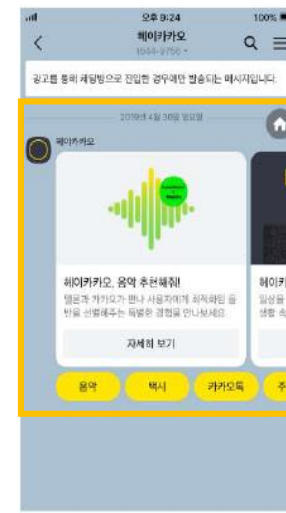 오후 9:24
100%
헤이카카오
1644-9756
광고를 통해 채팅방으로 진입한 경우에만 발송되는 메시지입니다.
2019년 4월 30일 화요일
헤이카카오
헤이카카오, 음악 추천해줘!
멜론과 카카오가 만나 사용자에게 최적화된 음
반을 선별해주는 특별한 경험을 만나보세요
자세히 보기
헤이카
일상을
생활 속
음악
택시
카카오톡
주